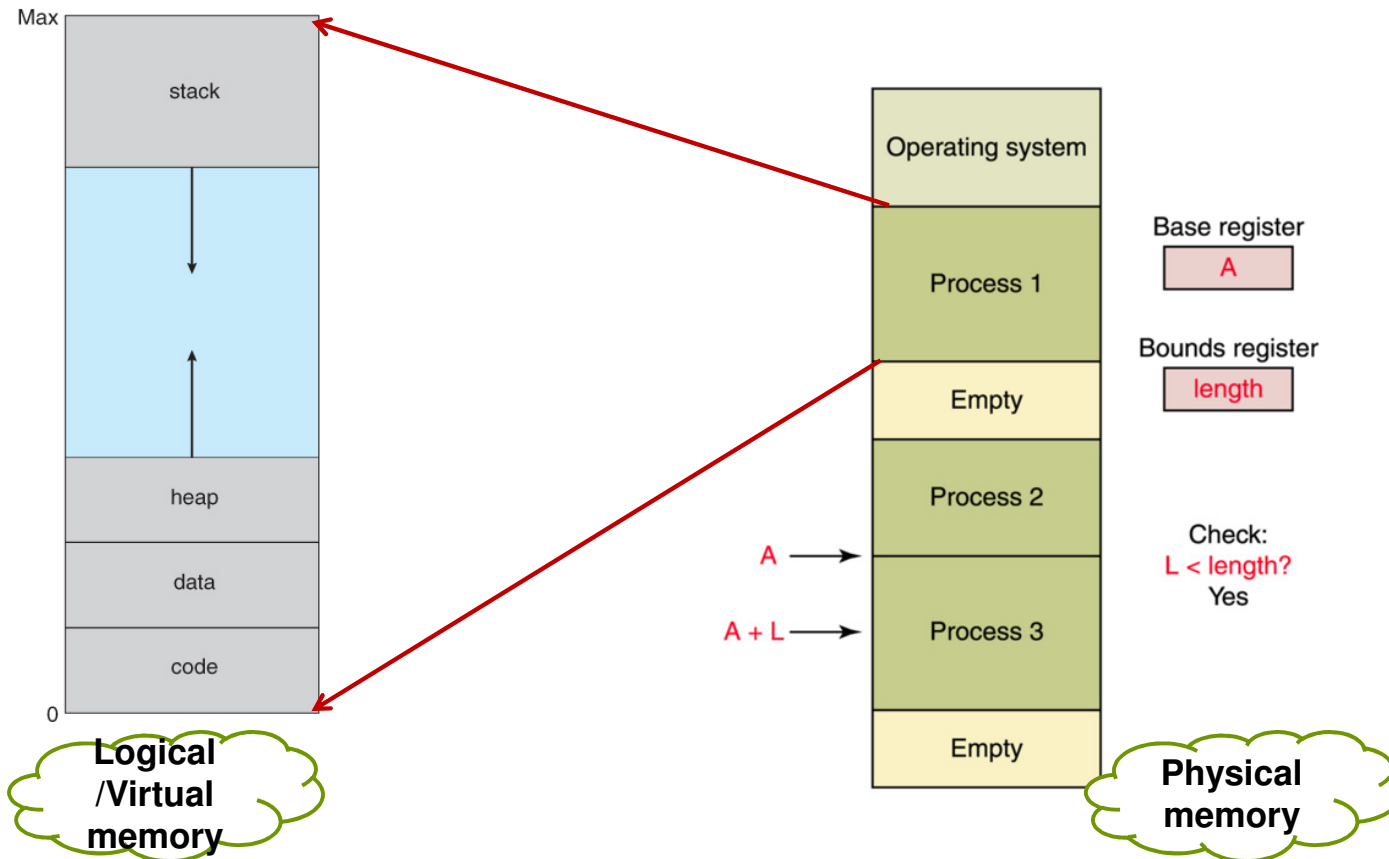 Max
stack
heap
data
code
0
Logical
/Virtual
memory
Operating system
Process 1
Empty
Process 2
Process 3
Empty
A
A + L
Base register
A
Bounds register
length
Check:
L < length?
Yes
Physical
memory